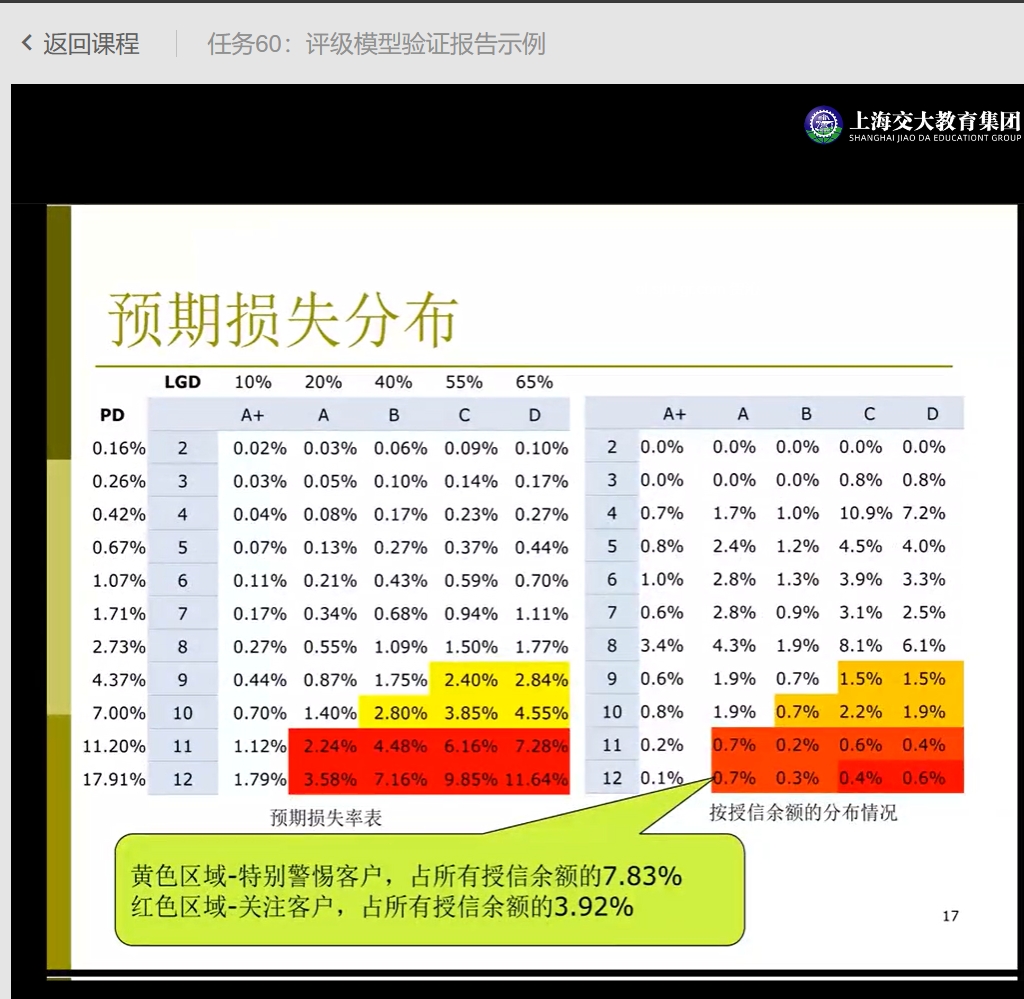 返回课程 任务60：评级模型验证报告示例
上海交大教育集团
SHANGHAI JIAO DA EDUCATIONT GROUP
预期损失分布
LGD 10% 20% 40% 55% 65%
PD A+ A B C D A+ A B C D
0.16% 2 0.02% 0.03% 0.06% 0.09% 0.10% 2 0.0% 0.0% 0.0% 0.0% 0.0%
0.26% 3 0.03% 0.05% 0.10% 0.14% 0.17% 3 0.0% 0.0% 0.0% 0.8% 0.8%
0.42% 4 0.04% 0.08% 0.17% 0.23% 0.27% 4 0.7% 1.7% 1.0% 10.9% 7.2%
0.67% 5 0.07% 0.13% 0.27% 0.37% 0.44% 5 0.8% 2.4% 1.2% 4.5% 4.0%
1.07% 6 0.11% 0.21% 0.43% 0.59% 0.70% 6 1.0% 2.8% 1.3% 3.9% 3.3%
1.71% 7 0.17% 0.34% 0.68% 0.94% 1.11% 7 0.6% 2.8% 0.9% 3.1% 2.5%
2.73% 8 0.27% 0.55% 1.09% 1.50% 1.77% 8 3.4% 4.3% 1.9% 8.1% 6.1%
4.37% 9 0.44% 0.87% 1.75% 2.40% 2.84% 9 0.6% 1.9% 0.7% 1.5% 1.5%
7.00% 10 0.70% 1.40% 2.80% 3.85% 4.55% 10 0.8% 1.9% 0.7% 2.2% 1.9%
11.20% 11 1.12% 2.24% 4.48% 6.16% 7.28% 11 0.2% 0.7% 0.2% 0.6% 0.4%
17.91% 12 1.79% 3.58% 7.16% 9.85% 11.64% 12 0.1% 0.7% 0.3% 0.4% 0.6%
预期损失率表 按授信余额的分布情况
黄色区域-特别警惕客户，占所有授信余额的7.83%
红色区域-关注客户，占所有授信余额的3.92%
17